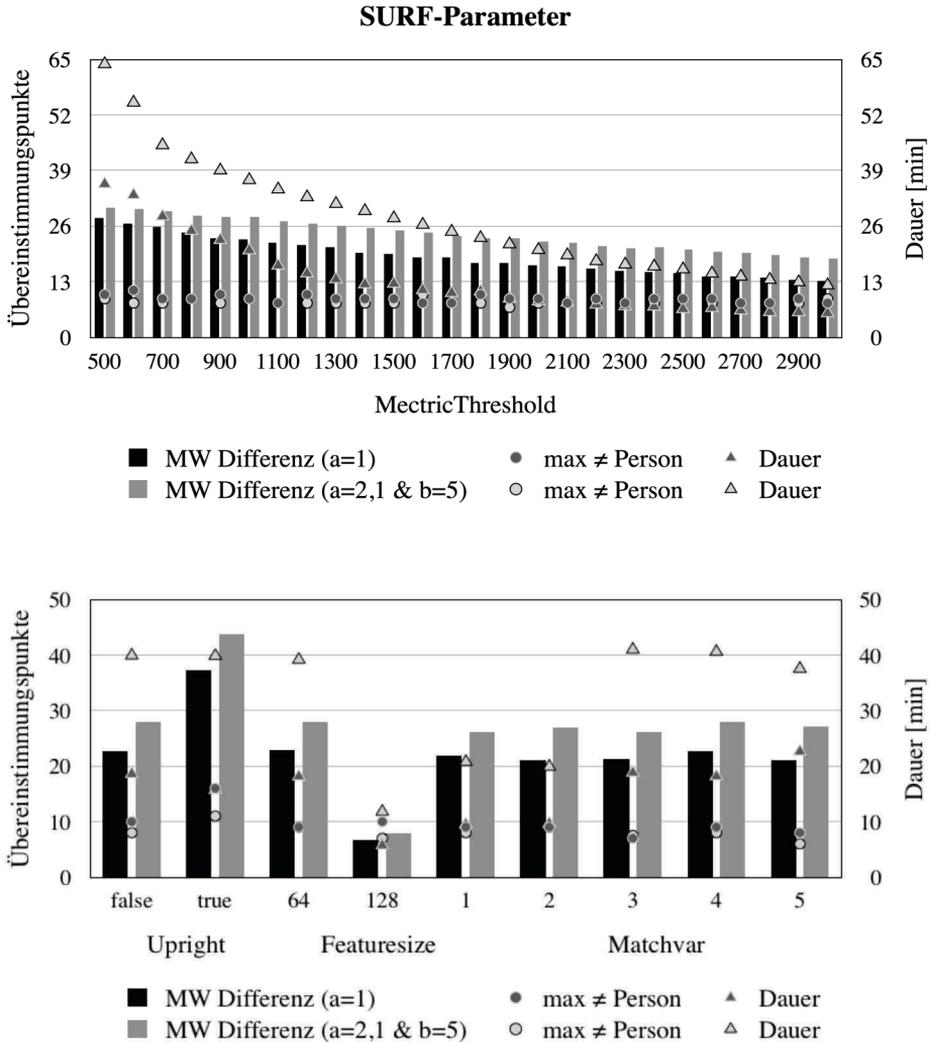 SURF-Parameter
Übereinstimmungspunkte
65 52 39 26 13 0
65 52 39 26 13 0
Dauer [min]
500 700 900 1100 1300 1500 1700 1900 2100 2300 2500 2700 2900
MectricThreshold
MW Differenz (a=1) max ≠ Person Dauer
MW Differenz (a=2,1 & b=5) max ≠ Person Dauer
Übereinstimmungspunkte
50 40 30 20 10 0
50 40 30 20 10 0
Dauer [min]
false true 64 128 1 2 3 4 5
Upright Featuresize Matchvar
MW Differenz (a=1) max ≠ Person Dauer
MW Differenz (a=2,1 & b=5) max ≠ Person Dauer